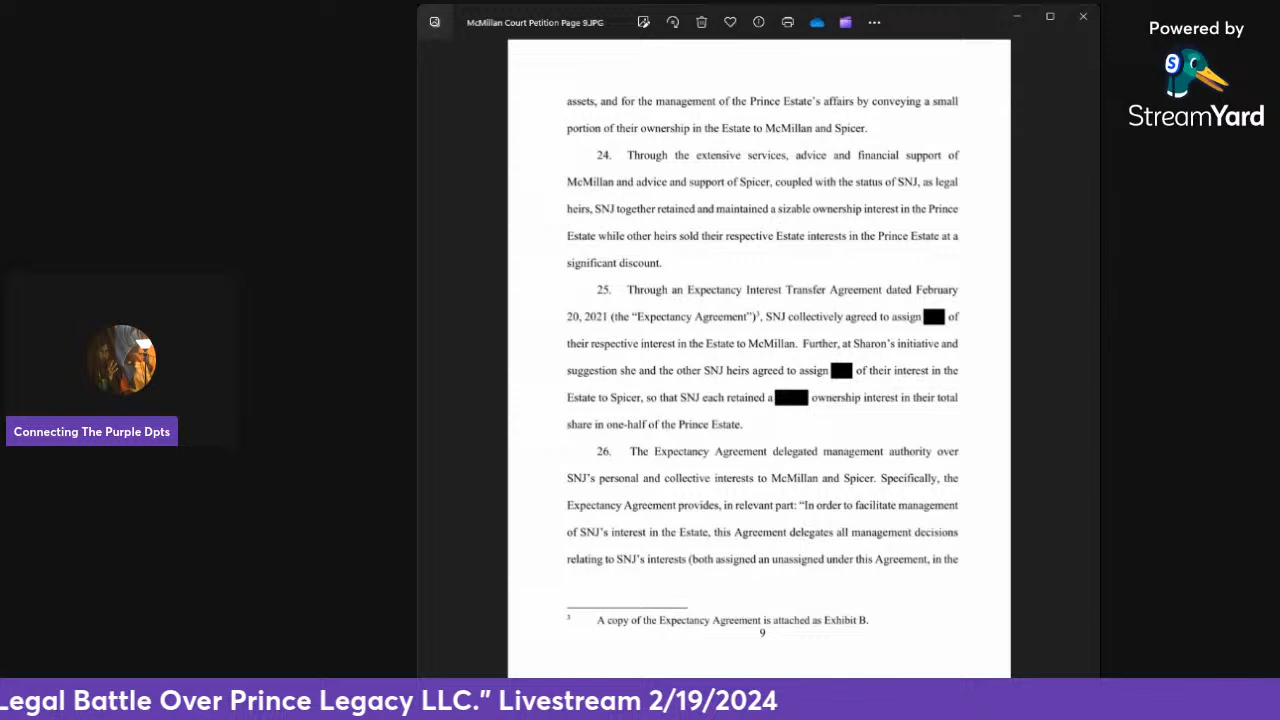 McMillan Court Petition Page 9.JPG
Powered by
StreamYard
assets, and for the management of the Prince Estate's affairs by conveying a small
portion of their ownership in the Estate to McMillan and Spicer.
24. Through the extensive services, advice and financial support of
McMillan and advice and support of Spicer, coupled with the status of SNJ, as legal
heirs, SNJ together retained and maintained a sizable ownership interest in the Prince
Estate while other heirs sold their respective Estate interests in the Prince Estate at a
significant discount.
25. Through an Expectancy Interest Transfer Agreement dated February
20, 2021 (the "Expectancy Agreement")3, SNJ collectively agreed to assign of
their respective interest in the Estate to McMillan. Further, at Sharon's initiative and
suggestion she and the other SNJ heirs agreed to assign of their interest in the
Estate to Spicer, so that SNJ each retained a ownership interest in their total
share in one-half of the Prince Estate.
26. The Expectancy Agreement delegated management authority over
SNJ's personal and collective interests to McMillan and Spicer. Specifically, the
Expectancy Agreement provides, in relevant part: "In order to facilitate management
of SNJ's interest in the Estate, this Agreement delegates all management decisions
relating to SNJ's interests (both assigned an unassigned under this Agreement, in the
3 A copy of the Expectancy Agreement is attached as Exhibit B.
9
Connecting The Purple Dpts
Legal Battle Over Prince Legacy LLC." Livestream 2/19/2024